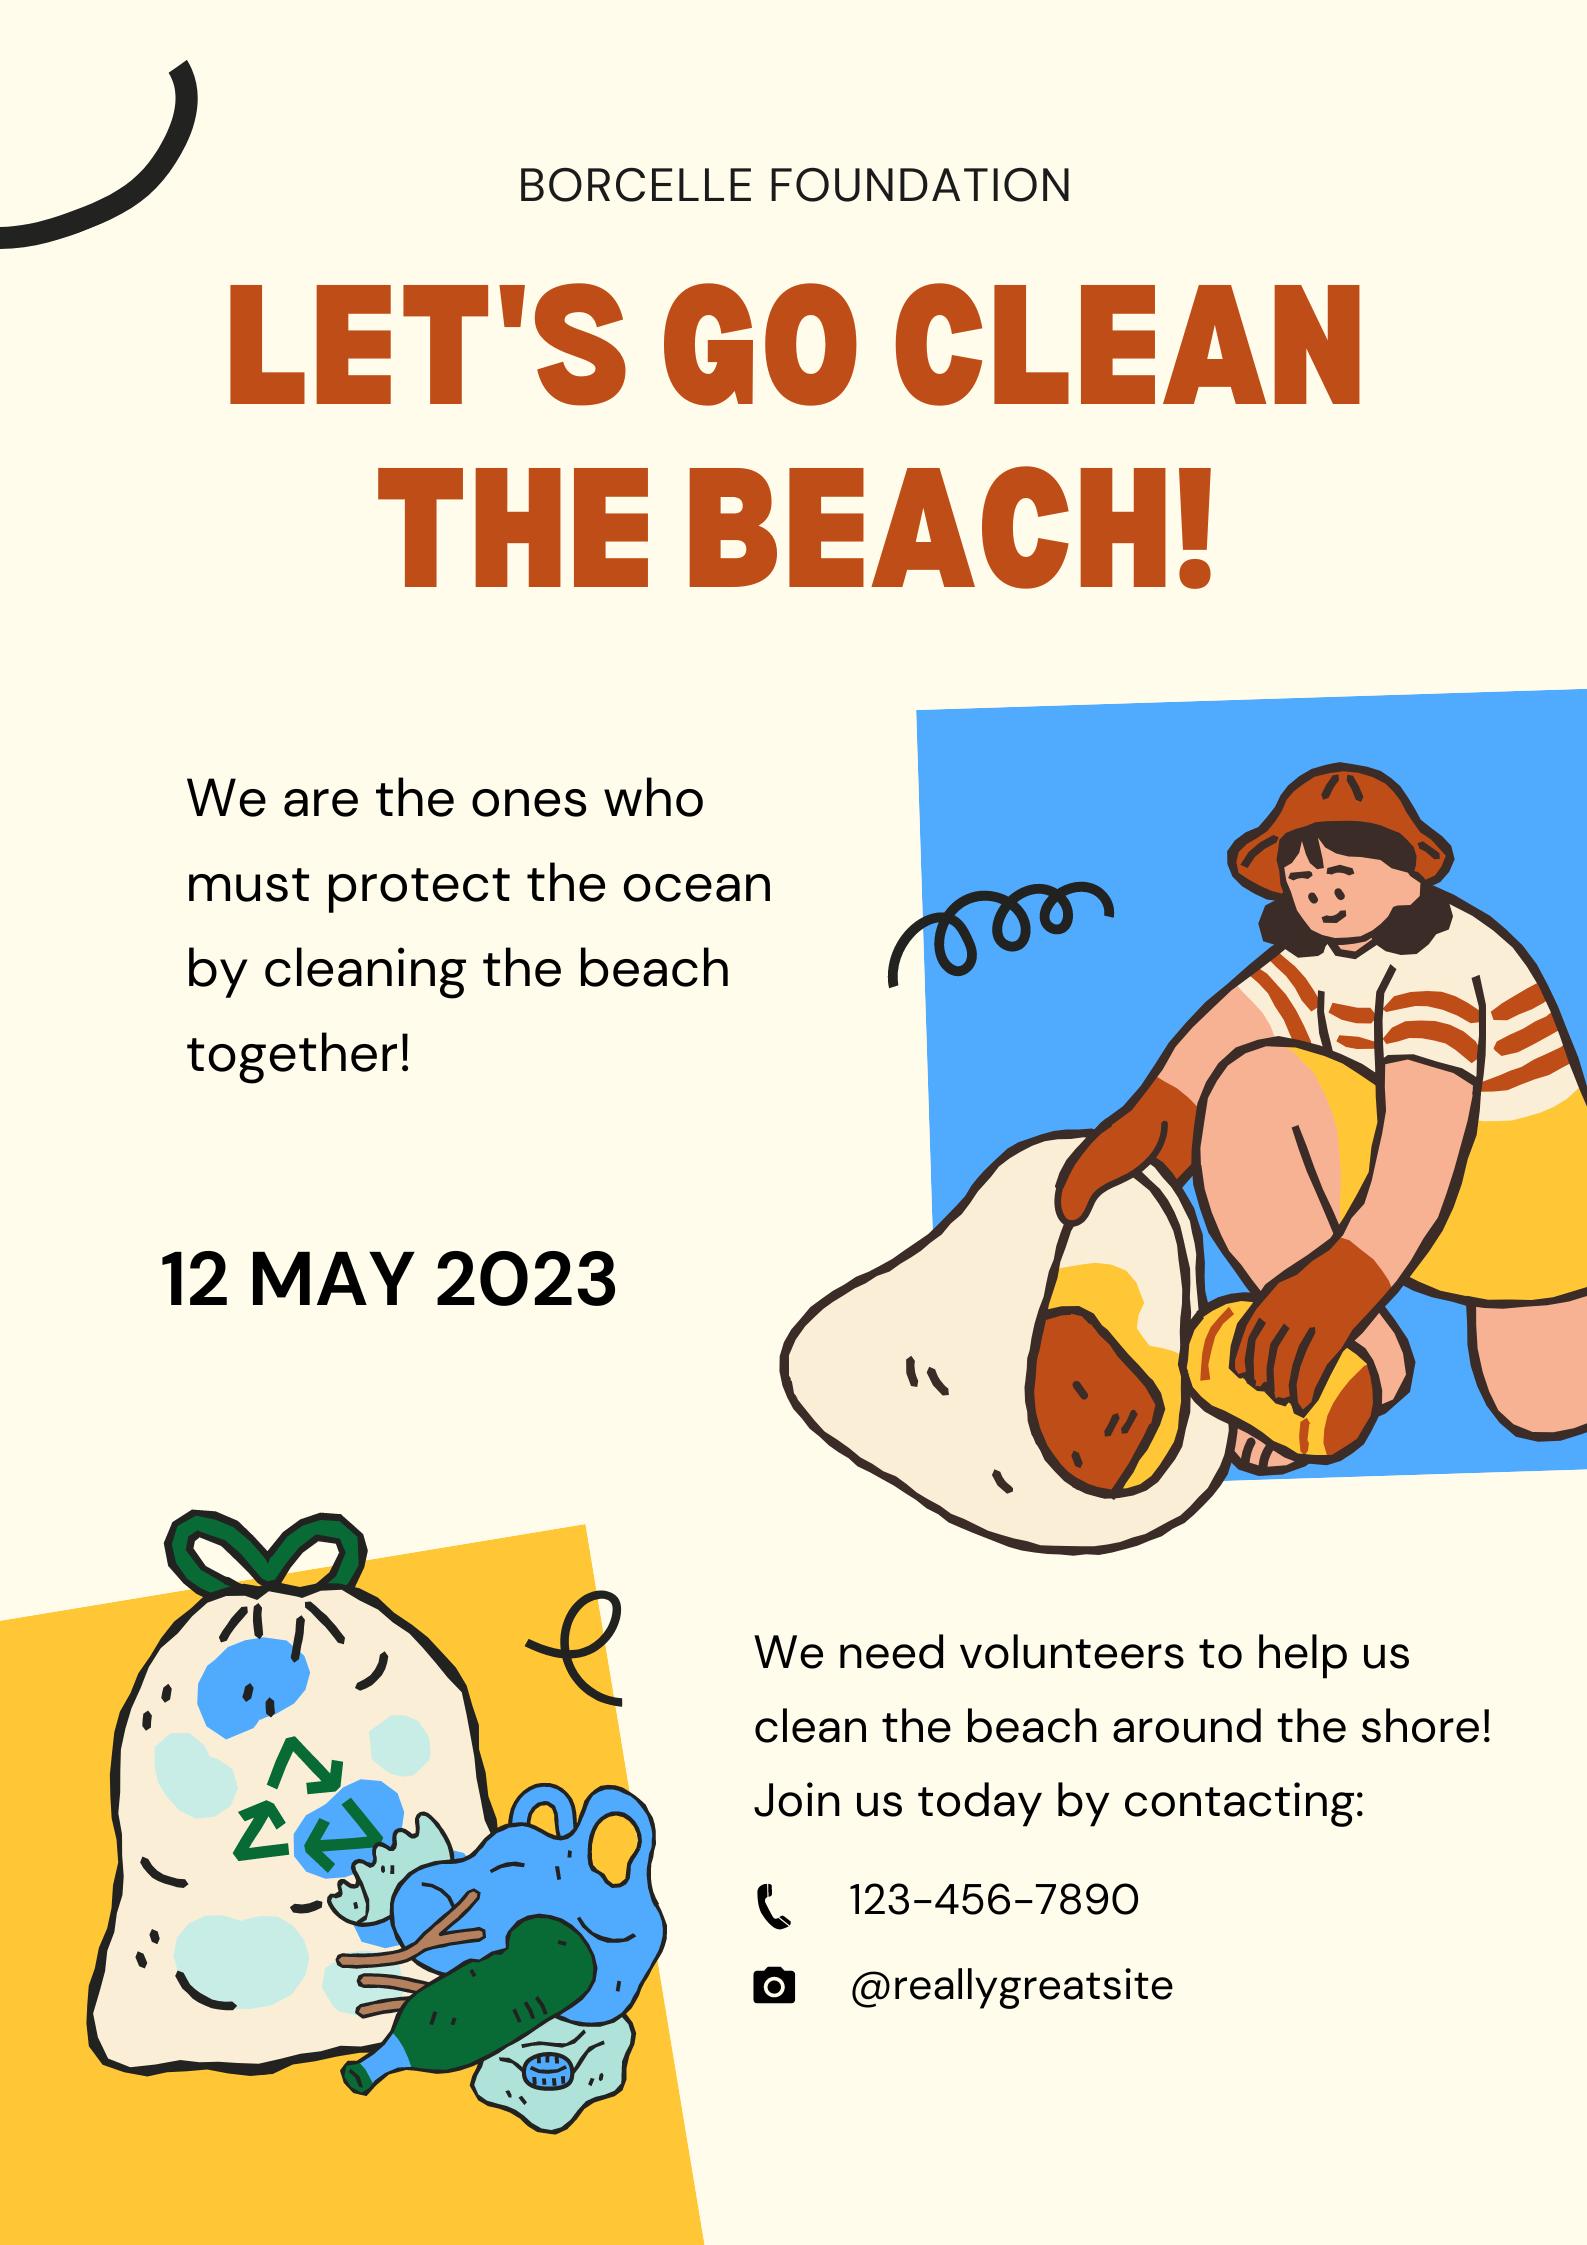 BORCELLE FOUNDATION
LET'S GO CLEAN
THE BEACH!
We are the ones who
must protect the ocean
by cleaning the beach
together!
12 MAY 2023
We need volunteers to help us
clean the beach around the shore!
Join us today by contacting:
123-456-7890
@reallygreatsite